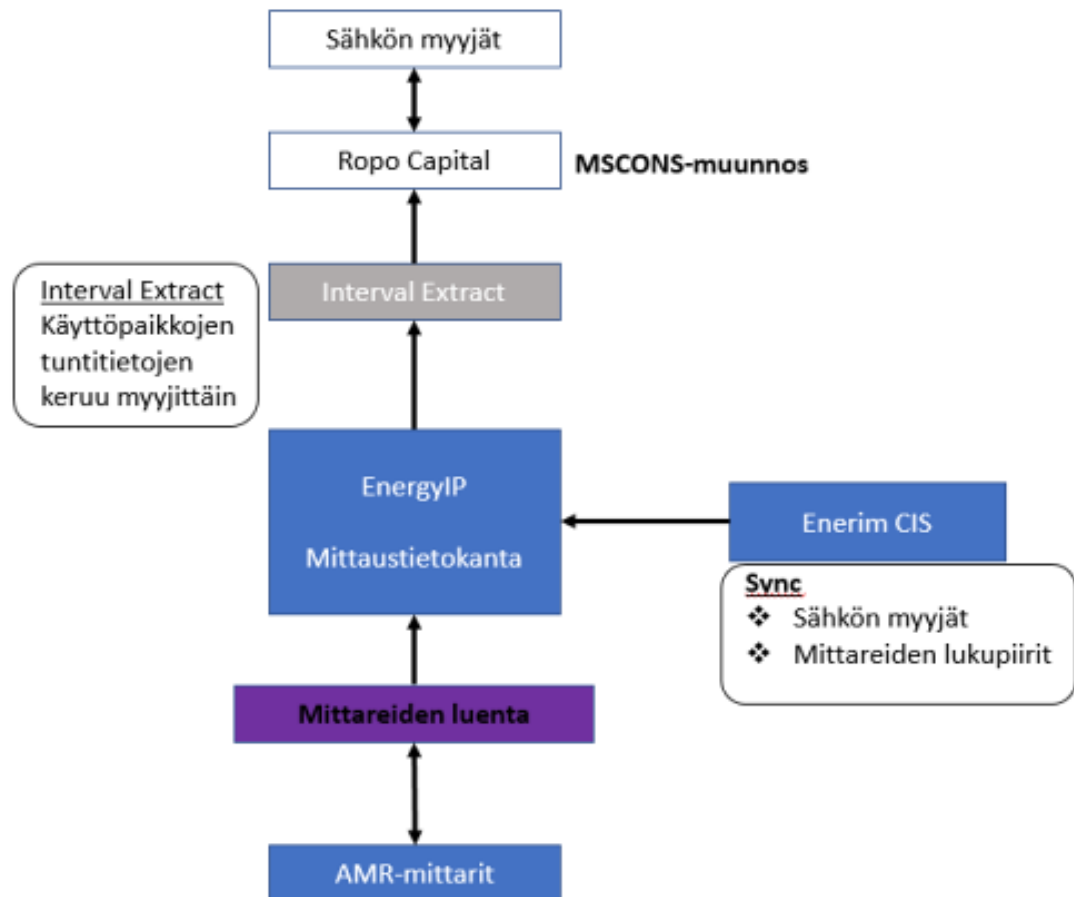 Sähkön myyjät
Ropo Capital
MSCONS-muunnos
Interval Extract
Interval Extract
Käyttöpaikkojen
tuntitietojen
keruu myyjittäin
EnergyIP
Mittaustietokanta
Enerim CIS
Sync
❖ Sähkön myyjät
❖ Mittareiden lukupiirit
Mittareiden luenta
AMR-mittarit